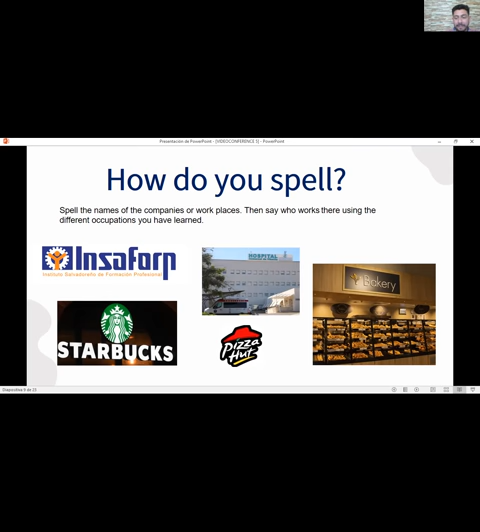 Presentación de PowerPoint - [VIDEOCONFERENCE 5] - PowerPoint
How do you spell?
Spell the names of the companies or work places. Then say who works there using the
different occupations you have learned.
Insaforp
Instituto Salvadoreño de Formación Profesional
HOSPITAL
Bakery
STARBUCKS
Pizza
Hut
Diapositiva 9 de 23